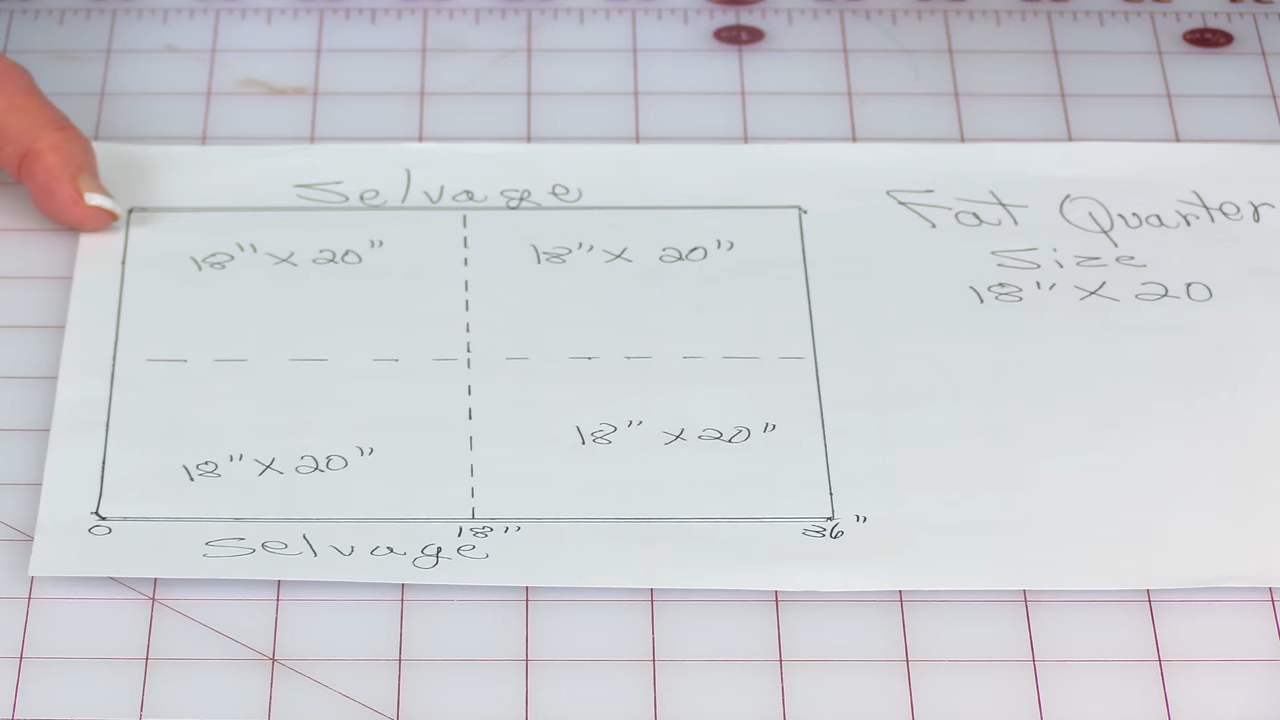 Selvage
18" X 20"
18" X 20"
18" X 20"
18" X 20"
0
18"
36"
Selvage
Fat Quarter
Size
18" X 20